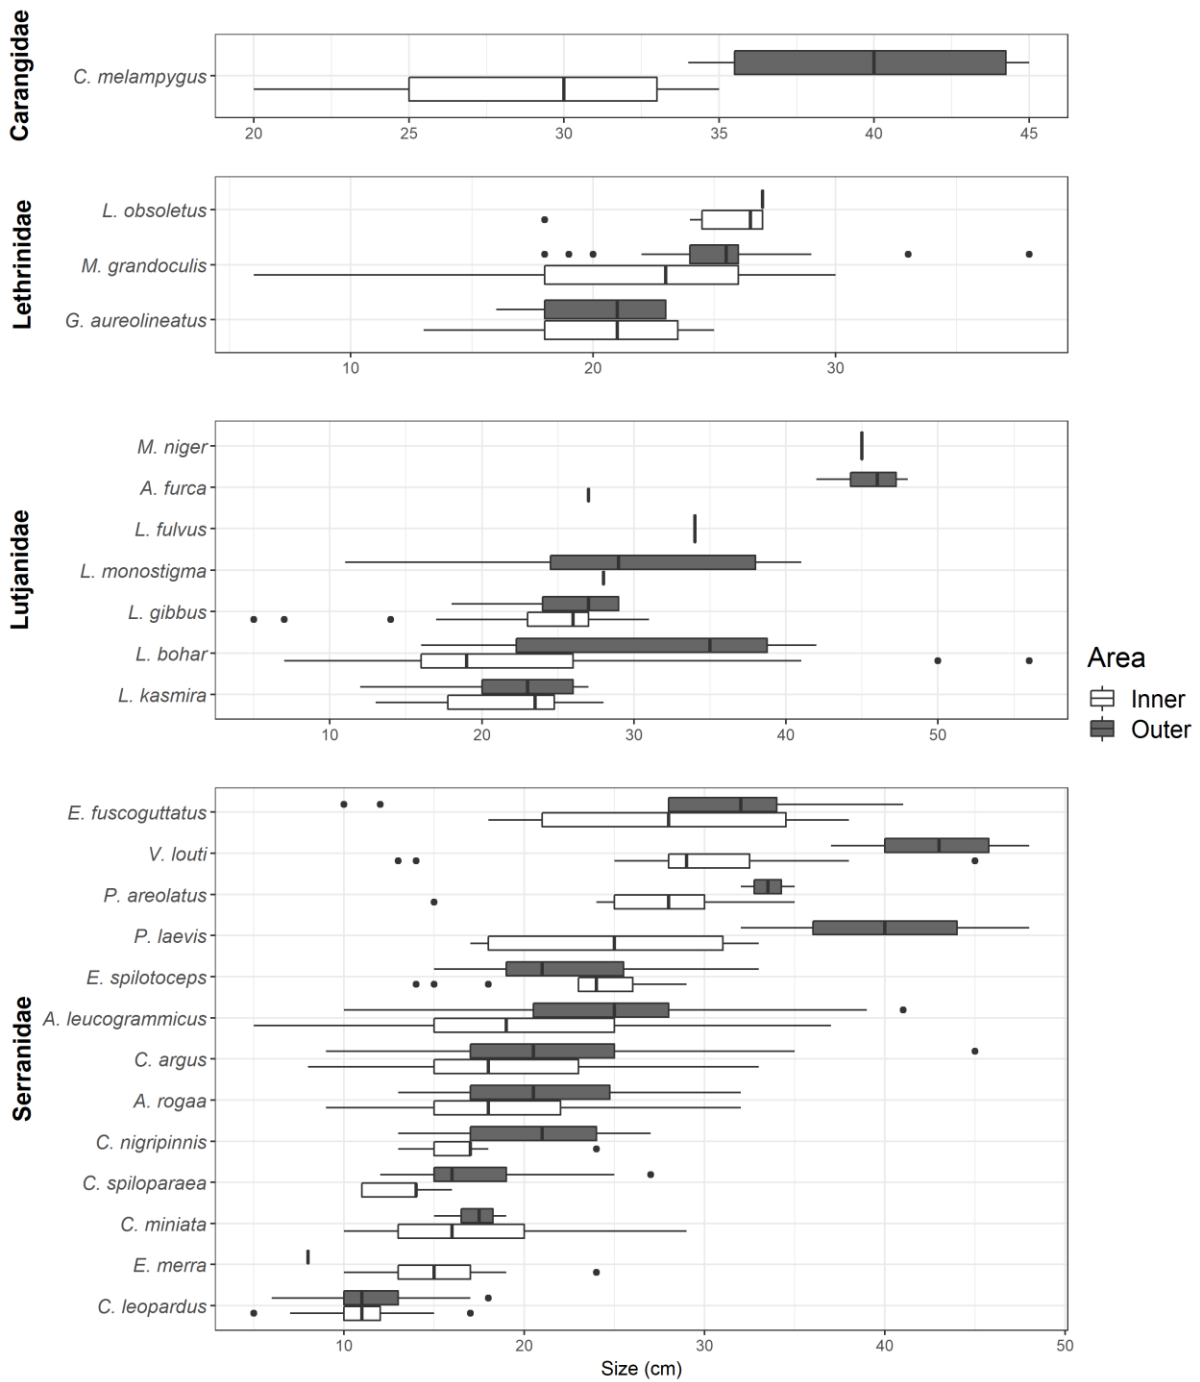 Carangidae
C. melampygus
20 25 30 35 40 45
Lethrinidae
L. obsoletus
M. grandoculis
G. aureolineatus
10 20 30
Lutjanidae
M. niger
A. furca
L. fulvus
L. monostigma
L. gibbus
L. bohar
L. kasmira
10 20 30 40 50
Area
Inner
Outer
Serranidae
E. fuscoguttatus
V. louti
P. areolatus
P. laevis
E. spilotoceps
A. leucogrammicus
C. argus
A. rogaa
C. nigripinnis
C. spiloparaea
C. miniata
E. merra
C. leopardus
10 20 30 40 50
Size (cm)